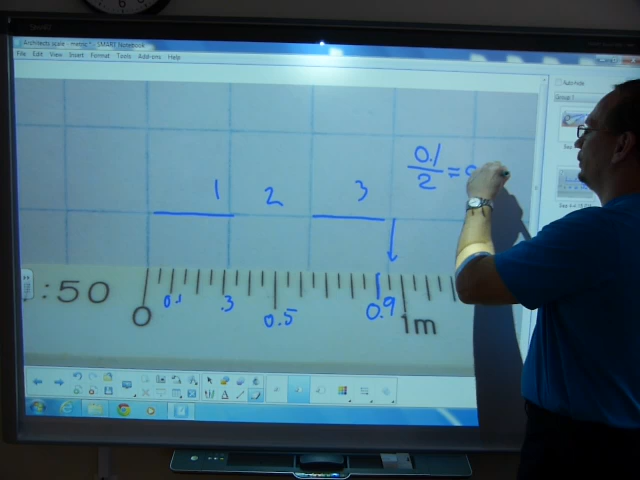 Architects scale - metric * - SMART Notebook
File Edit View Insert Format Tools Add-ons Help
0.1
2
=
1 2 3
:50
0.1 .3 0.5 0.9
0 1m